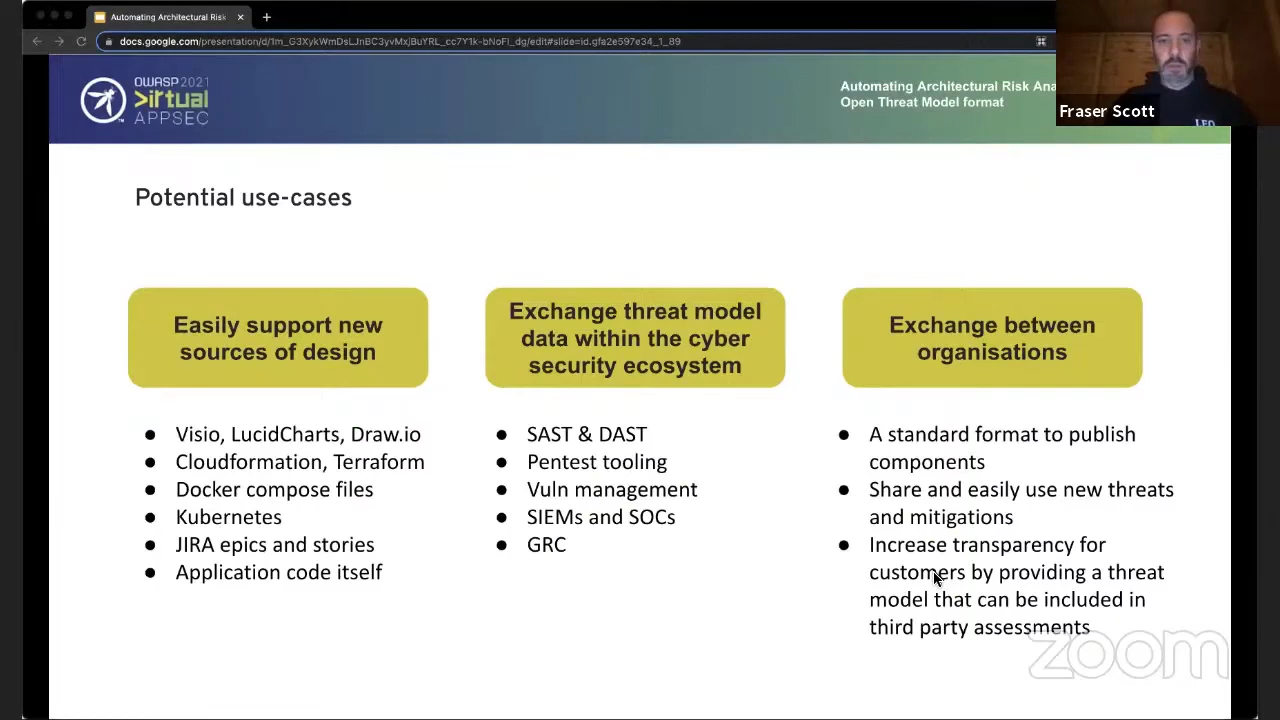 Automating Architectural Risk
docs.google.com/presentation/d/1m_G3XykWmDsLJnBC3yvMxjBuYRL_cc7Y1k-bNoFI_dg/edit#slide=id.gfa2e597e34_1_89
OWASP 2021
>irtual
APPSEC
Automating Architectural Risk Ana
Open Threat Model format
Fraser Scott
LEO
Potential use-cases
Easily support new
sources of design
Exchange threat model
data within the cyber
security ecosystem
Exchange between
organisations
● Visio, LucidCharts, Draw.io
● Cloudformation, Terraform
● Docker compose files
● Kubernetes
● JIRA epics and stories
● Application code itself
● SAST & DAST
● Pentest tooling
● Vuln management
● SIEMs and SOCs
● GRC
● A standard format to publish
components
● Share and easily use new threats
and mitigations
● Increase transparency for
customers by providing a threat
model that can be included in
third party assessments
zoom